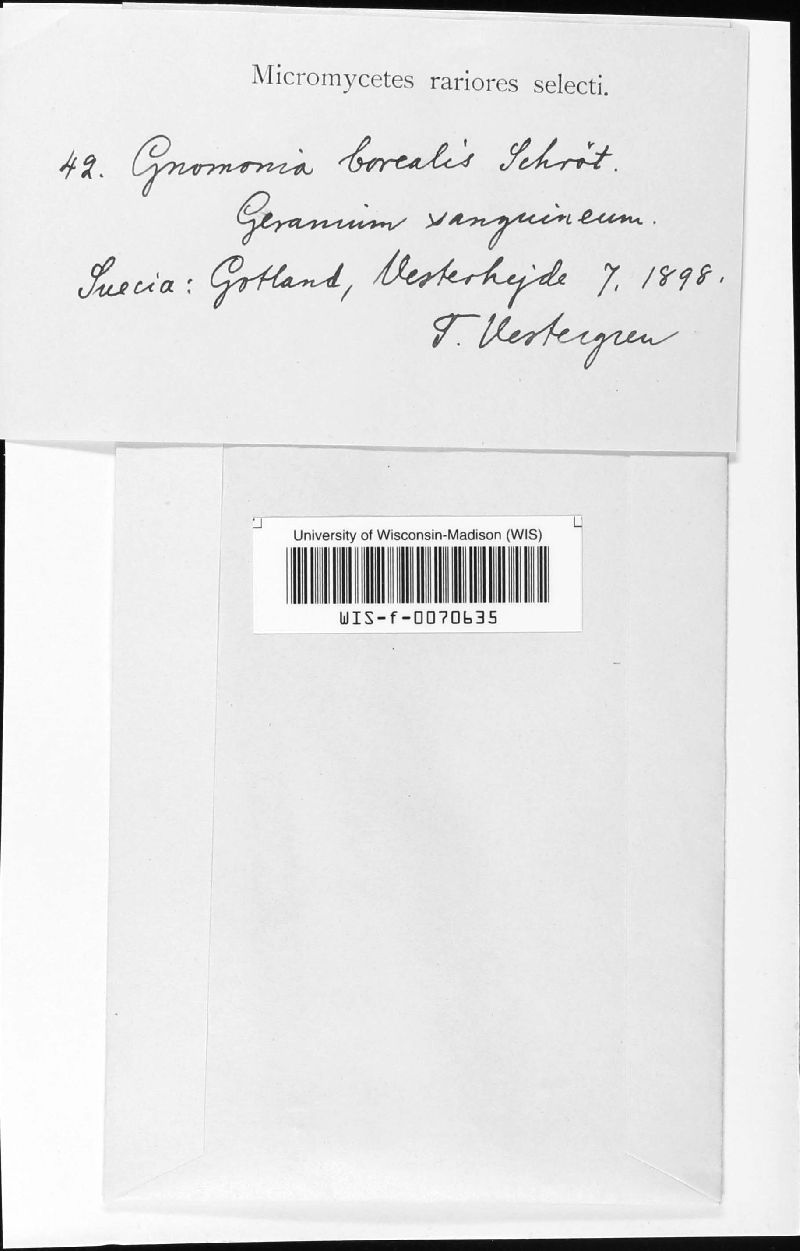 Micromycetes rariores selecti.
42. Gnomonia borealis Schröt.
Geranium sanguineum.
Suecia: Gotland, Vesterhejde 7. 1898.
T. Vestergren
University of Wisconsin-Madison (WIS)
WIS-f-0070635